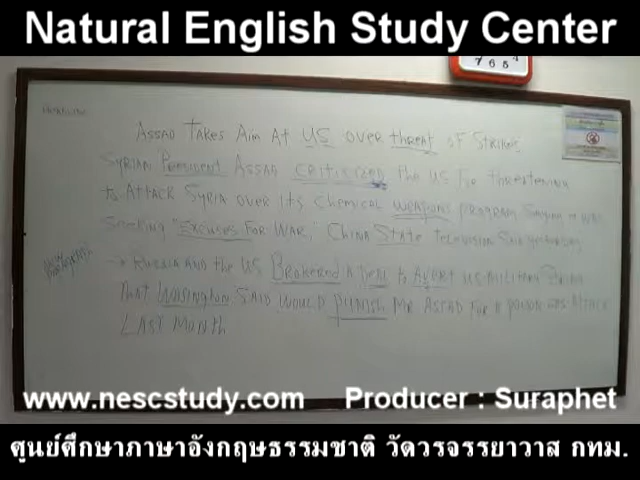 Natural English Study Center
7 6 5 4
ASSAD TAKES AIM AT US OVER THREAT OF STRIKE
SYRIAN PRESIDENT ASSAD CRITICIZED THE US FOR THREATENING
TO ATTACK SYRIA OVER ITS CHEMICAL WEAPONS PROGRAM SAYING IT WAS
SEEKING "EXCUSES FOR WAR," CHINA STATE TELEVISION SAID YESTERDAY
→ RUSSIA AND THE US BROKERED A DEAL TO AVERT US MILITARY STRIKE
THAT WASHINGTON SAID WOULD PUNISH MR ASSAD FOR A POISON GAS ATTACK
LAST MONTH
www.nescstudy.com Producer : Suraphet
ศูนย์ศึกษาภาษาอังกฤษธรรมชาติ วัดวรจรรยาวาส กทม.